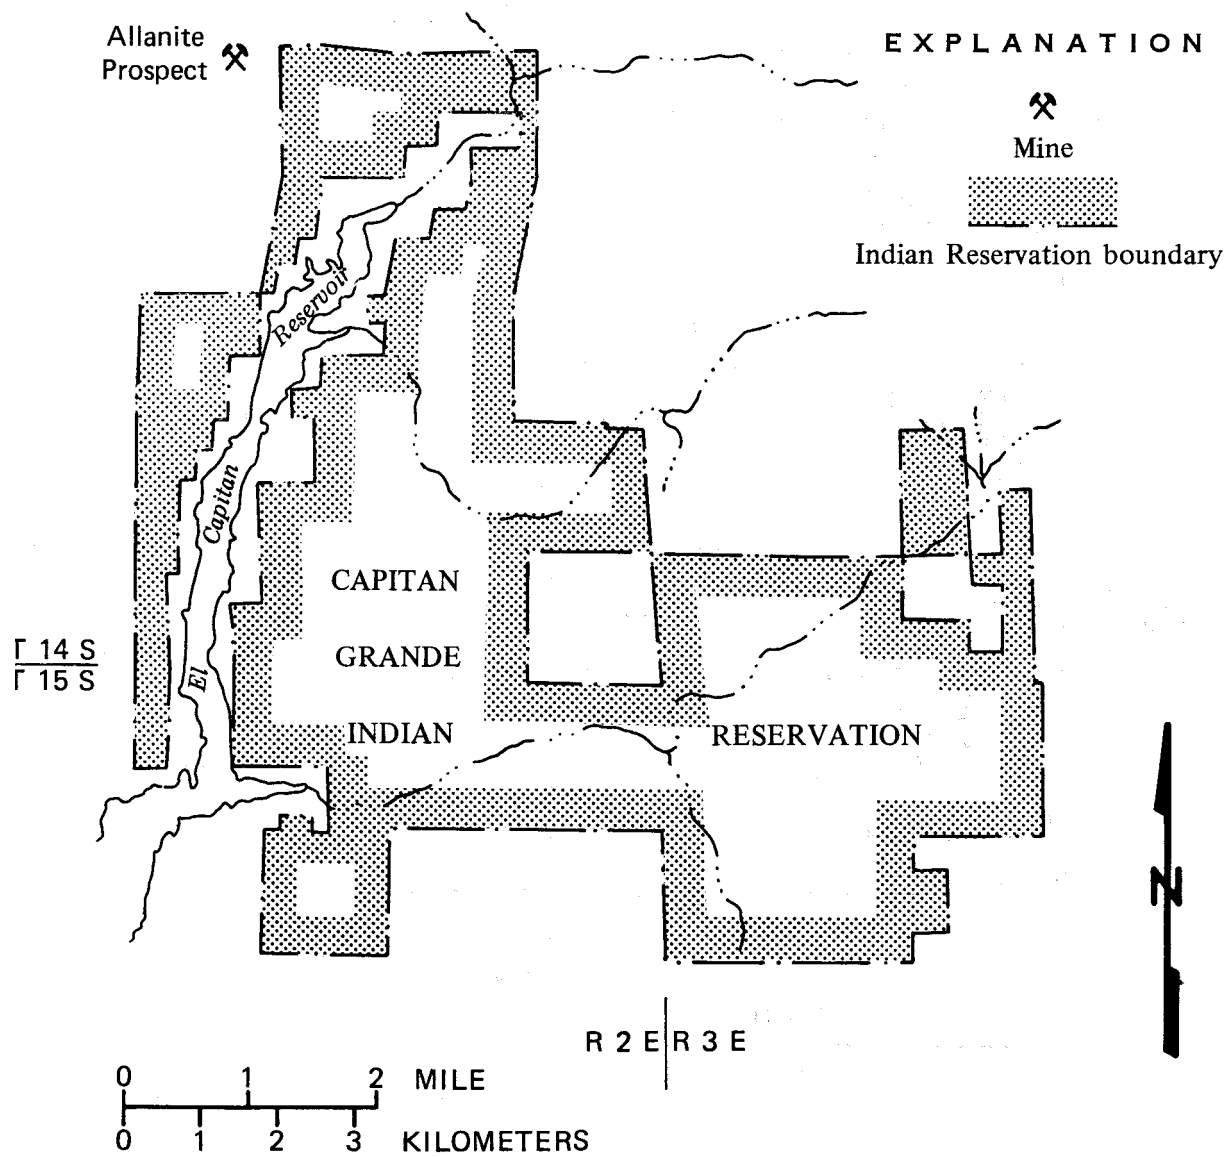 Allanite
Prospect
EXPLANATION
Mine
Indian Reservation boundary
Reservoir
Capitan
El
CAPITAN
GRANDE
INDIAN RESERVATION
T 14 S
T 15 S
N
R 2 E R 3 E
0 1 2 MILE
0 1 2 3 KILOMETERS